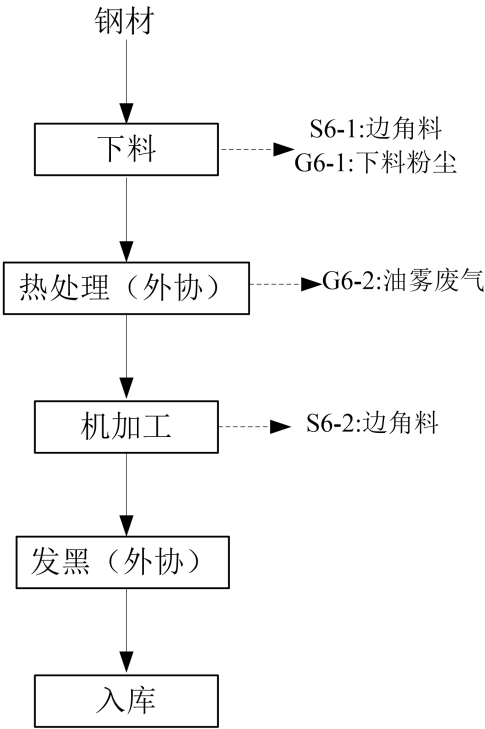 钢材
下料
S6-1:边角料
G6-1:下料粉尘
热处理（外协）
G6-2:油雾废气
机加工
S6-2:边角料
发黑（外协）
入库